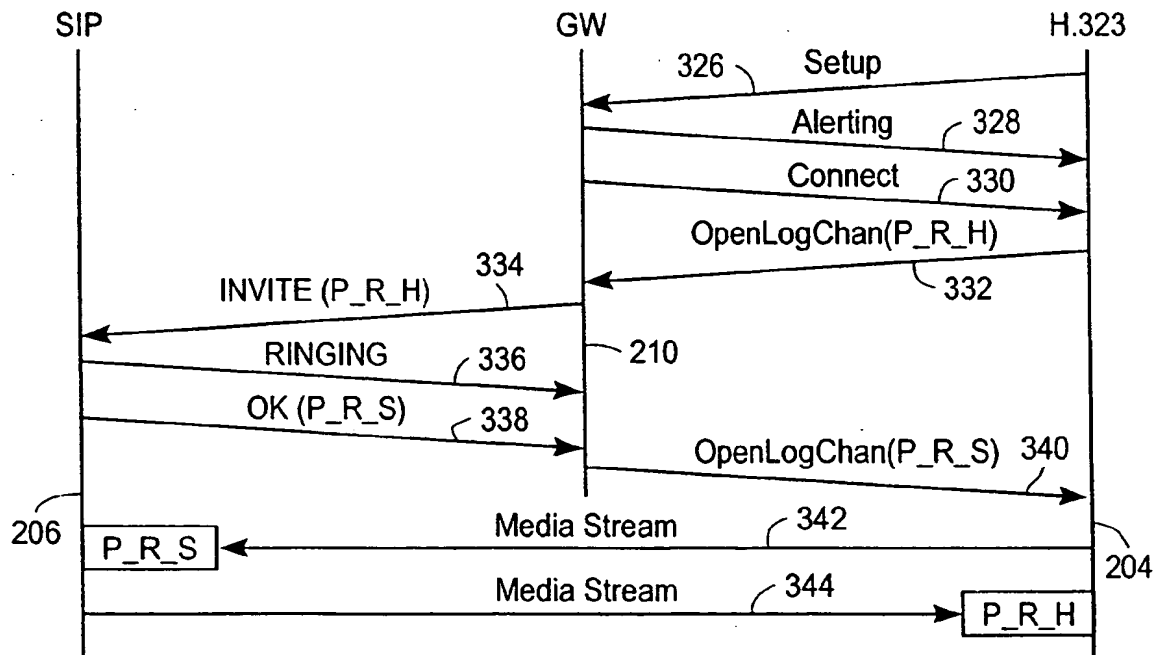 SIP GW H.323
326 Setup
Alerting 328
Connect 330
OpenLogChan(P_R_H)
334 332
INVITE (P_R_H)
RINGING 336 210
OK (P_R_S) 338
OpenLogChan(P_R_S) 340
206 Media Stream 342
P_R_S 204
Media Stream 344
P_R_H